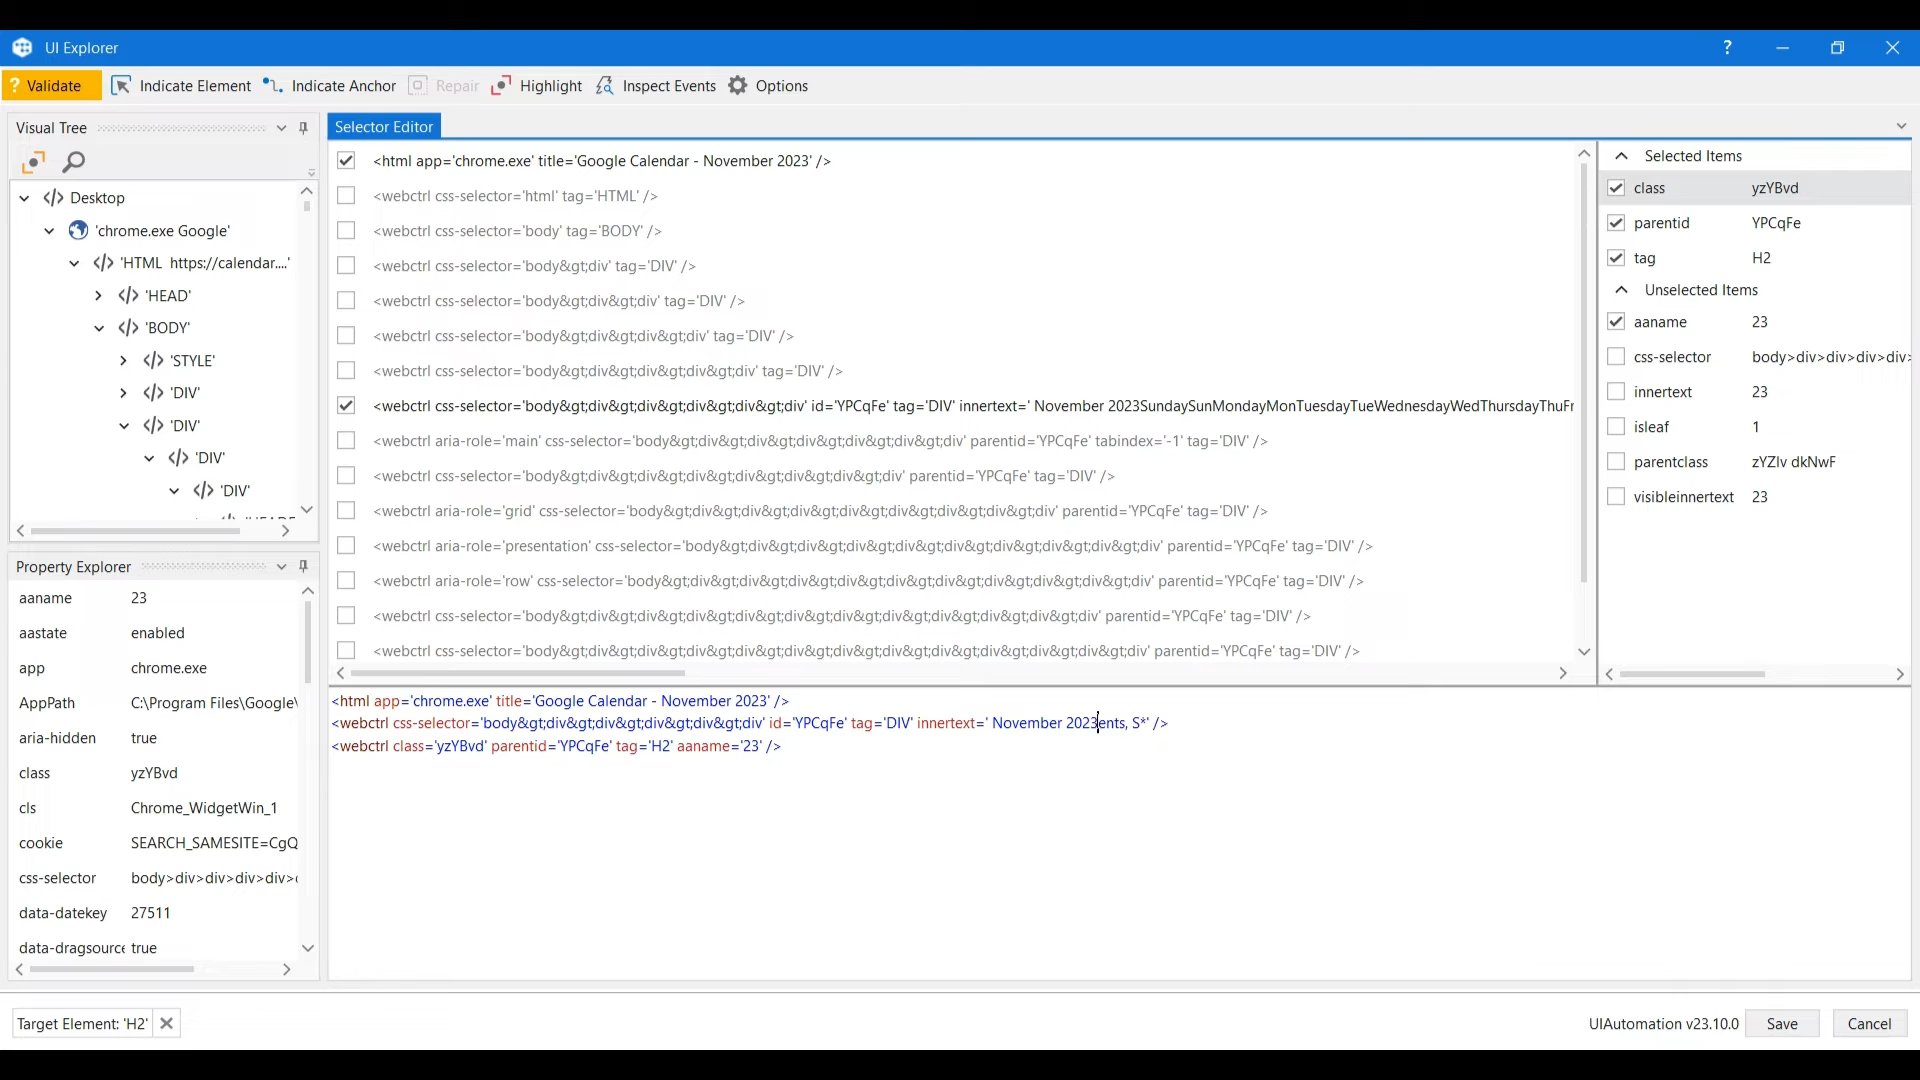 UI Explorer
?
? Validate
Indicate Element
Indicate Anchor
Repair
Highlight
Inspect Events
Options
Visual Tree
</> Desktop
'chrome.exe Google'
</> 'HTML https://calendar....'
</> 'HEAD'
</> 'BODY'
</> 'STYLE'
</> 'DIV'
</> 'DIV'
</> 'DIV'
</> 'DIV'
Property Explorer
aaname 23
aastate enabled
app chrome.exe
AppPath C:\Program Files\Google\
aria-hidden true
class yzYBvd
cls Chrome_WidgetWin_1
cookie SEARCH_SAMESITE=CgQ
css-selector body>div>div>div>div>
data-datekey 27511
data-dragsource true
Selector Editor
<html app='chrome.exe' title='Google Calendar - November 2023' />
<webctrl css-selector='html' tag='HTML' />
<webctrl css-selector='body' tag='BODY' />
<webctrl css-selector='body&gt;div' tag='DIV' />
<webctrl css-selector='body&gt;div&gt;div' tag='DIV' />
<webctrl css-selector='body&gt;div&gt;div&gt;div' tag='DIV' />
<webctrl css-selector='body&gt;div&gt;div&gt;div&gt;div' tag='DIV' />
<webctrl css-selector='body&gt;div&gt;div&gt;div&gt;div&gt;div' id='YPCqFe' tag='DIV' innertext=' November 2023SundaySunMondayMonTuesdayTueWednesdayWedThursdayThuFr
<webctrl aria-role='main' css-selector='body&gt;div&gt;div&gt;div&gt;div&gt;div&gt;div' parentid='YPCqFe' tabindex='-1' tag='DIV' />
<webctrl css-selector='body&gt;div&gt;div&gt;div&gt;div&gt;div&gt;div&gt;div' parentid='YPCqFe' tag='DIV' />
<webctrl aria-role='grid' css-selector='body&gt;div&gt;div&gt;div&gt;div&gt;div&gt;div&gt;div&gt;div' parentid='YPCqFe' tag='DIV' />
<webctrl aria-role='presentation' css-selector='body&gt;div&gt;div&gt;div&gt;div&gt;div&gt;div&gt;div&gt;div&gt;div' parentid='YPCqFe' tag='DIV' />
<webctrl aria-role='row' css-selector='body&gt;div&gt;div&gt;div&gt;div&gt;div&gt;div&gt;div&gt;div&gt;div&gt;div' parentid='YPCqFe' tag='DIV' />
<webctrl css-selector='body&gt;div&gt;div&gt;div&gt;div&gt;div&gt;div&gt;div&gt;div&gt;div&gt;div&gt;div' parentid='YPCqFe' tag='DIV' />
<webctrl css-selector='body&gt;div&gt;div&gt;div&gt;div&gt;div&gt;div&gt;div&gt;div&gt;div&gt;div&gt;div&gt;div' parentid='YPCqFe' tag='DIV' />
<html app='chrome.exe' title='Google Calendar - November 2023' />
<webctrl css-selector='body&gt;div&gt;div&gt;div&gt;div&gt;div' id='YPCqFe' tag='DIV' innertext=' November 2023ents, S*' />
<webctrl class='yzYBvd' parentid='YPCqFe' tag='H2' aaname='23' />
Selected Items
class yzYBvd
parentid YPCqFe
tag H2
Unselected Items
aaname 23
css-selector body>div>div>div>div>
innertext 23
isleaf 1
parentclass zYZlv dkNwF
visibleinnertext 23
Target Element: 'H2'
UIAutomation v23.10.0
Save
Cancel